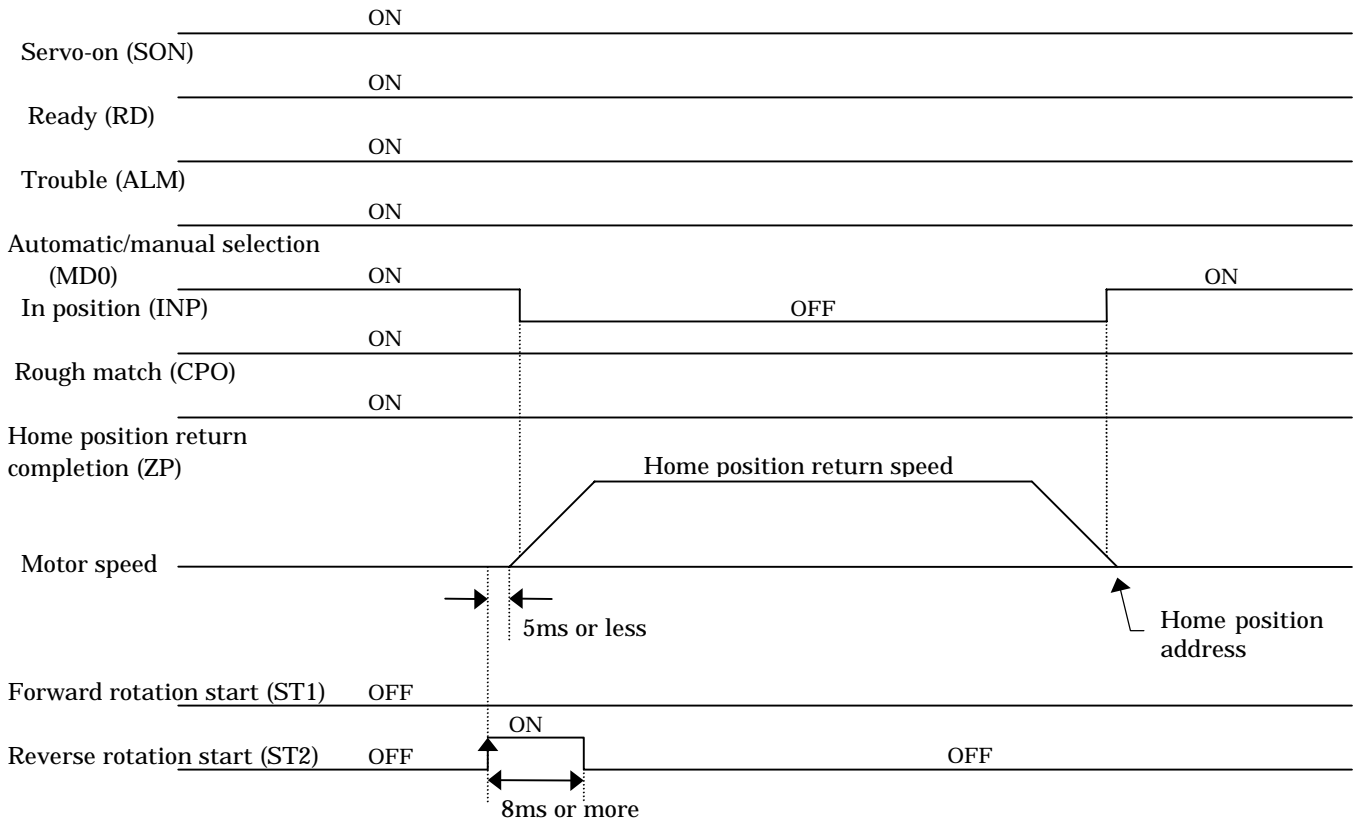 ON
Servo-on (SON)
ON
Ready (RD)
ON
Trouble (ALM)
ON
Automatic/manual selection
(MD0)
ON
ON
In position (INP)
OFF
ON
Rough match (CPO)
ON
Home position return
completion (ZP)
Home position return speed
Motor speed
5ms or less
Home position
address
Forward rotation start (ST1)
OFF
ON
Reverse rotation start (ST2)
OFF
OFF
8ms or more